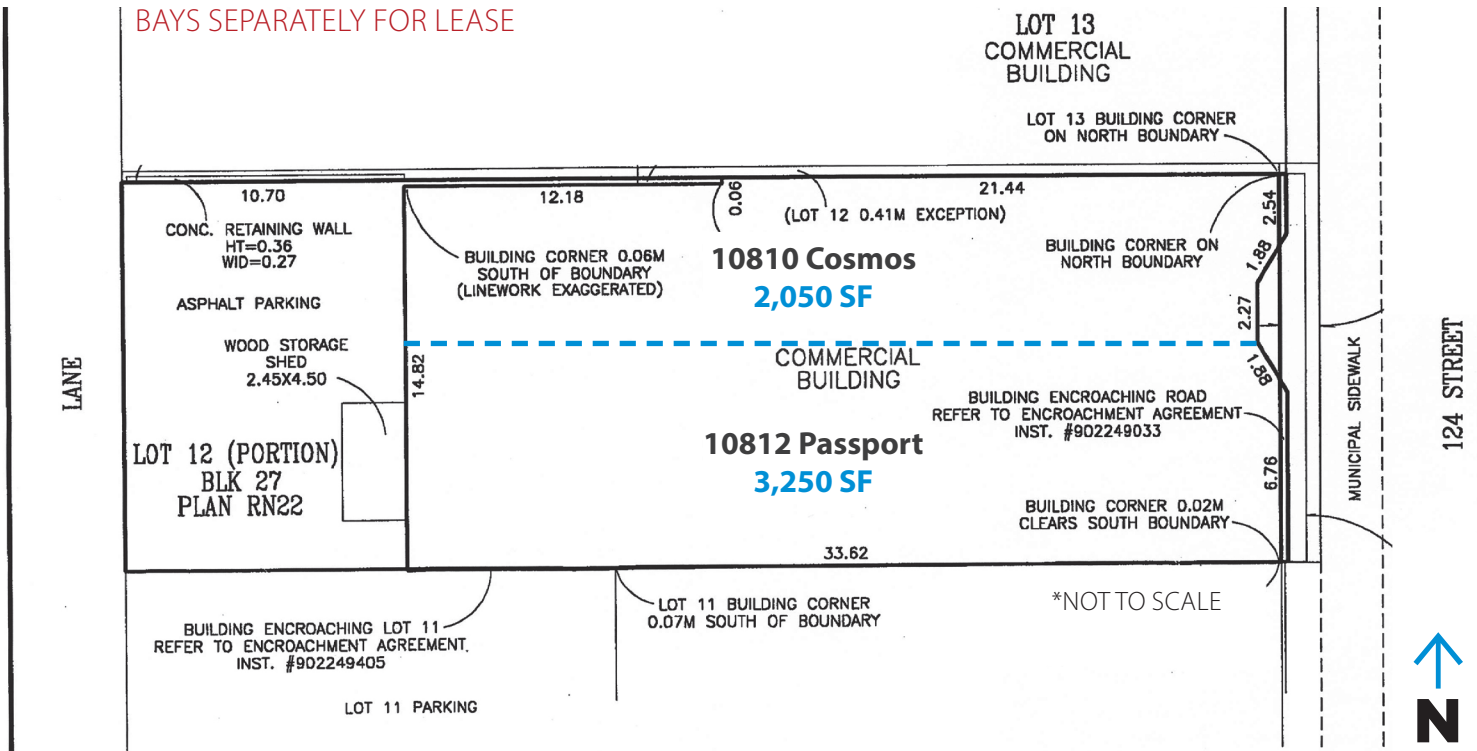 BAYS SEPARATELY FOR LEASE
LOT 13
COMMERCIAL
BUILDING
LOT 13 BUILDING CORNER
ON NORTH BOUNDARY
10.70
12.18
0.06
21.44
2.54
(LOT 12 0.41M EXCEPTION)
CONC. RETAINING WALL
HT=0.36
WID=0.27
BUILDING CORNER 0.06M
SOUTH OF BOUNDARY
(LINEWORK EXAGGERATED)
10810 Cosmos
2,050 SF
BUILDING CORNER ON
NORTH BOUNDARY
1.88
2.27
1.88
ASPHALT PARKING
WOOD STORAGE
SHED
2.45X4.50
14.82
COMMERCIAL
BUILDING
LANE
MUNICIPAL SIDEWALK
124 STREET
BUILDING ENCROACHING ROAD
REFER TO ENCROACHMENT AGREEMENT
INST. #902249033
LOT 12 (PORTION)
BLK 27
PLAN RN22
10812 Passport
3,250 SF
6.76
BUILDING CORNER 0.02M
CLEARS SOUTH BOUNDARY
33.62
*NOT TO SCALE
LOT 11 BUILDING CORNER
0.07M SOUTH OF BOUNDARY
BUILDING ENCROACHING LOT 11
REFER TO ENCROACHMENT AGREEMENT.
INST. #902249405
LOT 11 PARKING
N